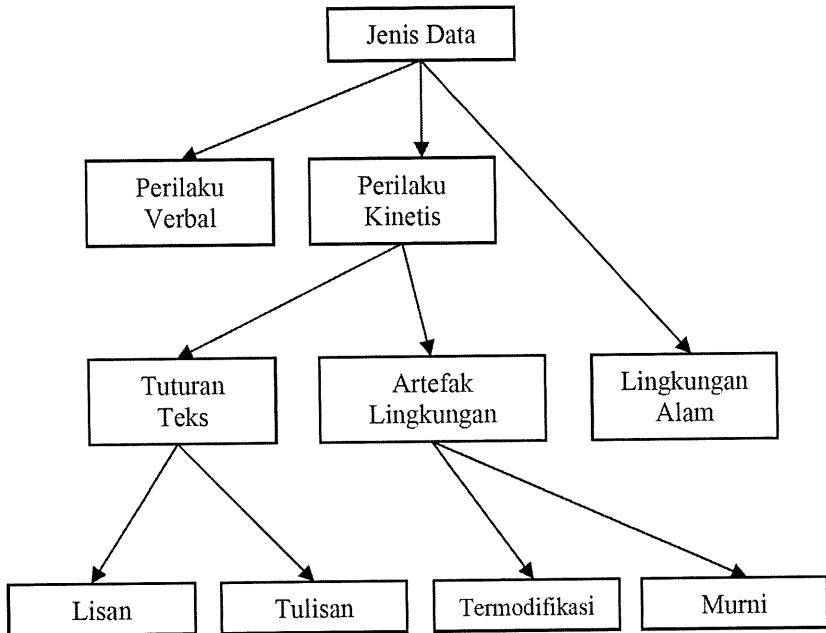 Jenis Data
Perilaku
Verbal
Perilaku
Kinetis
Tuturan
Teks
Artefak
Lingkungan
Lingkungan
Alam
Lisan
Tulisan
Termodifikasi
Murni